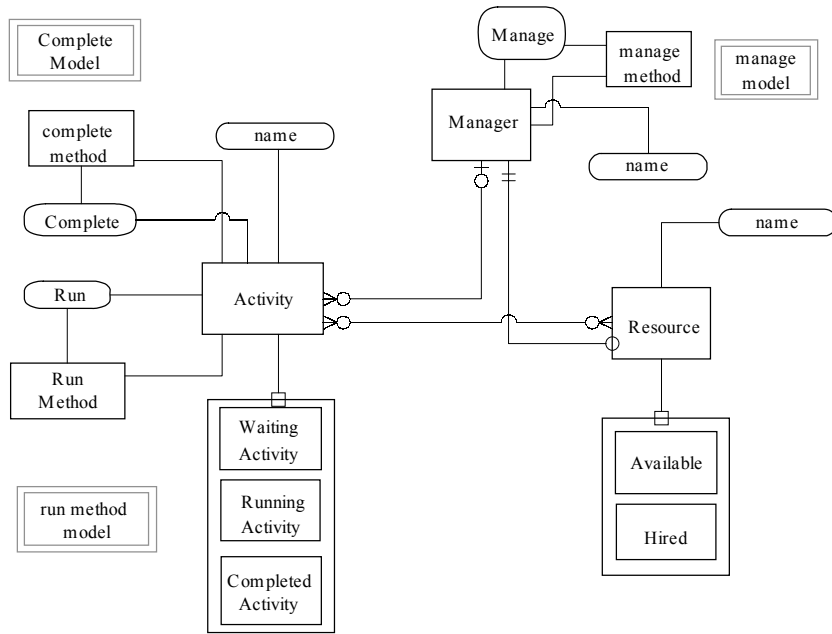 Complete
Model
Manage
manage
method
manage
model
complete
method
name
Manager
name
Complete
name
Run
Activity
Resource
Run
Method
Waiting
Activity
Available
run method
model
Running
Activity
Hired
Completed
Activity